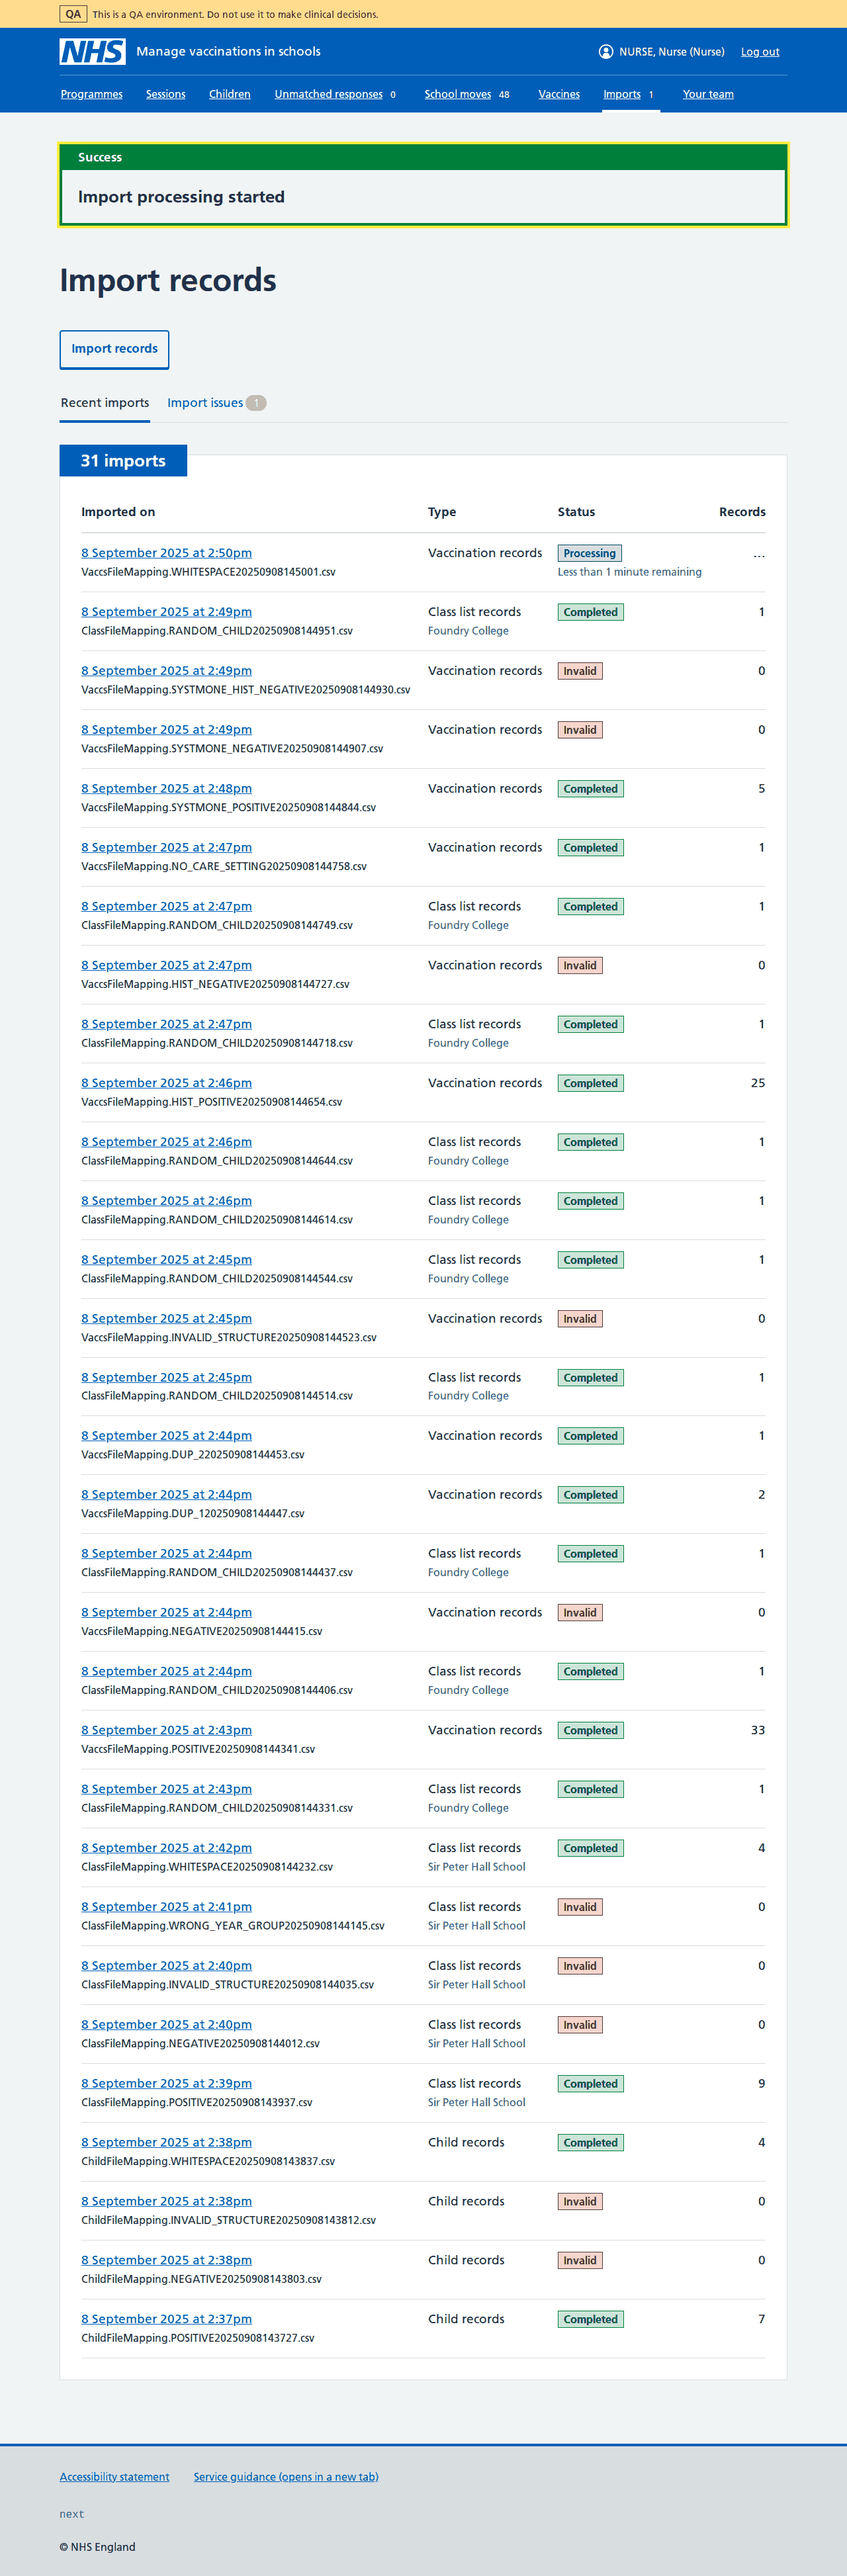 QA This is a QA environment. Do not use it to make clinical decisions.
NHS Manage vaccinations in schools NURSE, Nurse (Nurse) Log out
Programmes Sessions Children Unmatched responses 0 School moves 48 Vaccines Imports 1 Your team
Success
Import processing started
Import records
Import records
Recent imports Import issues 1
31 imports
Imported on Type Status Records
8 September 2025 at 2:50pm Vaccination records Processing ...
VaccsFileMapping.WHITESPACE20250908145001.csv Less than 1 minute remaining
8 September 2025 at 2:49pm Class list records Completed 1
ClassFileMapping.RANDOM_CHILD20250908144951.csv Foundry College
8 September 2025 at 2:49pm Vaccination records Invalid 0
VaccsFileMapping.SYSTMONE_HIST_NEGATIVE20250908144930.csv
8 September 2025 at 2:49pm Vaccination records Invalid 0
VaccsFileMapping.SYSTMONE_NEGATIVE20250908144907.csv
8 September 2025 at 2:48pm Vaccination records Completed 5
VaccsFileMapping.SYSTMONE_POSITIVE20250908144844.csv
8 September 2025 at 2:47pm Vaccination records Completed 1
VaccsFileMapping.NO_CARE_SETTING20250908144758.csv
8 September 2025 at 2:47pm Class list records Completed 1
ClassFileMapping.RANDOM_CHILD20250908144749.csv Foundry College
8 September 2025 at 2:47pm Vaccination records Invalid 0
VaccsFileMapping.HIST_NEGATIVE20250908144727.csv
8 September 2025 at 2:47pm Class list records Completed 1
ClassFileMapping.RANDOM_CHILD20250908144718.csv Foundry College
8 September 2025 at 2:46pm Vaccination records Completed 25
VaccsFileMapping.HIST_POSITIVE20250908144654.csv
8 September 2025 at 2:46pm Class list records Completed 1
ClassFileMapping.RANDOM_CHILD20250908144644.csv Foundry College
8 September 2025 at 2:46pm Class list records Completed 1
ClassFileMapping.RANDOM_CHILD20250908144614.csv Foundry College
8 September 2025 at 2:45pm Class list records Completed 1
ClassFileMapping.RANDOM_CHILD20250908144544.csv Foundry College
8 September 2025 at 2:45pm Vaccination records Invalid 0
VaccsFileMapping.INVALID_STRUCTURE20250908144523.csv
8 September 2025 at 2:45pm Class list records Completed 1
ClassFileMapping.RANDOM_CHILD20250908144514.csv Foundry College
8 September 2025 at 2:44pm Vaccination records Completed 1
VaccsFileMapping.DUP_220250908144453.csv
8 September 2025 at 2:44pm Vaccination records Completed 2
VaccsFileMapping.DUP_120250908144447.csv
8 September 2025 at 2:44pm Class list records Completed 1
ClassFileMapping.RANDOM_CHILD20250908144437.csv Foundry College
8 September 2025 at 2:44pm Vaccination records Invalid 0
VaccsFileMapping.NEGATIVE20250908144415.csv
8 September 2025 at 2:44pm Class list records Completed 1
ClassFileMapping.RANDOM_CHILD20250908144406.csv Foundry College
8 September 2025 at 2:43pm Vaccination records Completed 33
VaccsFileMapping.POSITIVE20250908144341.csv
8 September 2025 at 2:43pm Class list records Completed 1
ClassFileMapping.RANDOM_CHILD20250908144331.csv Foundry College
8 September 2025 at 2:42pm Class list records Completed 4
ClassFileMapping.WHITESPACE20250908144232.csv Sir Peter Hall School
8 September 2025 at 2:41pm Class list records Invalid 0
ClassFileMapping.WRONG_YEAR_GROUP20250908144145.csv Sir Peter Hall School
8 September 2025 at 2:40pm Class list records Invalid 0
ClassFileMapping.INVALID_STRUCTURE20250908144035.csv Sir Peter Hall School
8 September 2025 at 2:40pm Class list records Invalid 0
ClassFileMapping.NEGATIVE20250908144012.csv Sir Peter Hall School
8 September 2025 at 2:39pm Class list records Completed 9
ClassFileMapping.POSITIVE20250908143937.csv Sir Peter Hall School
8 September 2025 at 2:38pm Child records Completed 4
ChildFileMapping.WHITESPACE20250908143837.csv
8 September 2025 at 2:38pm Child records Invalid 0
ChildFileMapping.INVALID_STRUCTURE20250908143812.csv
8 September 2025 at 2:38pm Child records Invalid 0
ChildFileMapping.NEGATIVE20250908143803.csv
8 September 2025 at 2:37pm Child records Completed 7
ChildFileMapping.POSITIVE20250908143727.csv
Accessibility statement Service guidance (opens in a new tab)
next
© NHS England